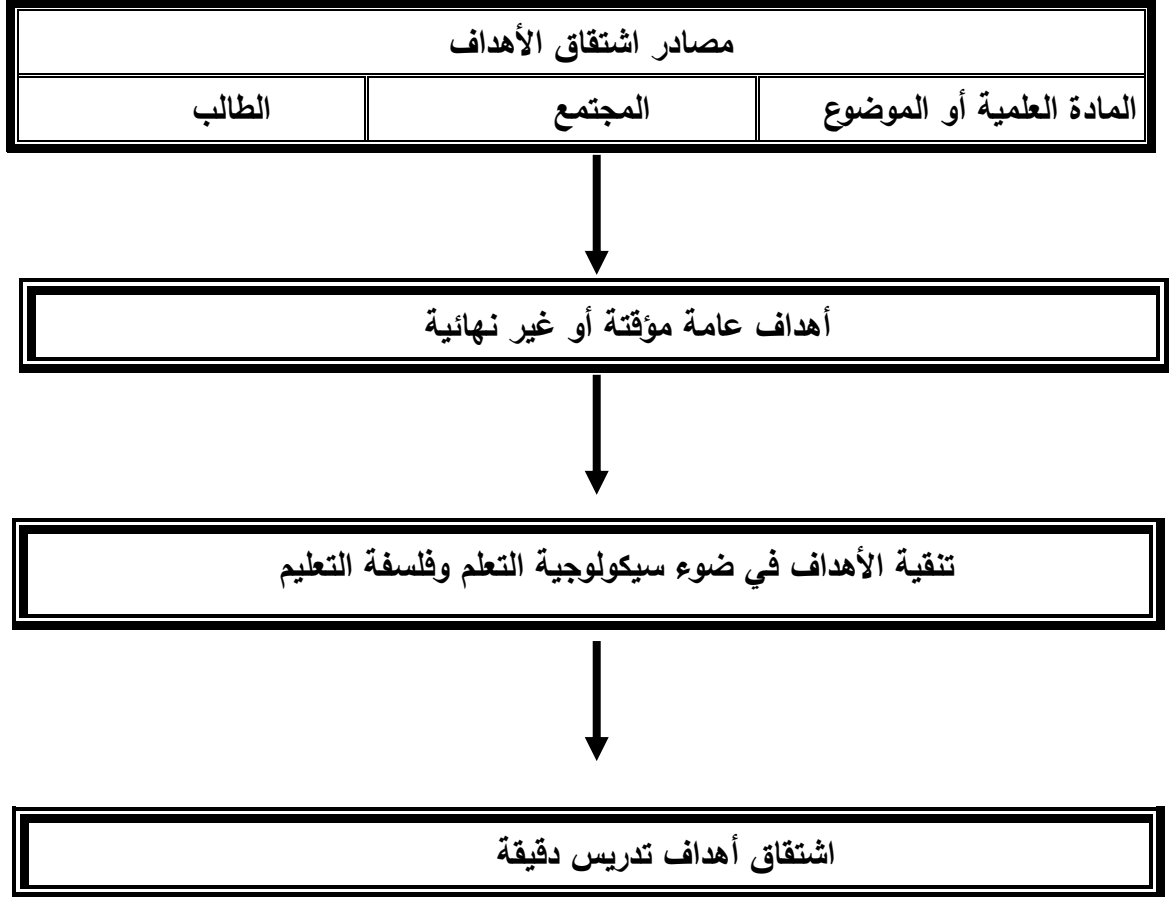 مصادر اشتقاق الأهداف
المادة العلمية أو الموضوع
المجتمع
الطالب
أهداف عامة مؤقتة أو غير نهائية
تنقية الأهداف في ضوء سيكولوجية التعلم وفلسفة التعليم
اشتقاق أهداف تدريس دقيقة